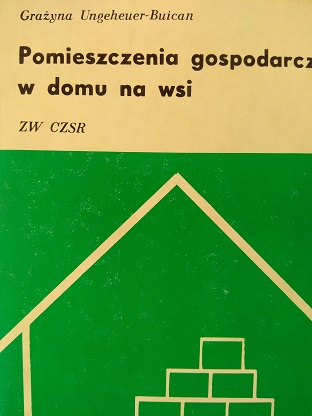 Grażyna Ungeheuer-Buican
Pomieszczenia gospodarcz
w domu na wsi
ZW CZSR